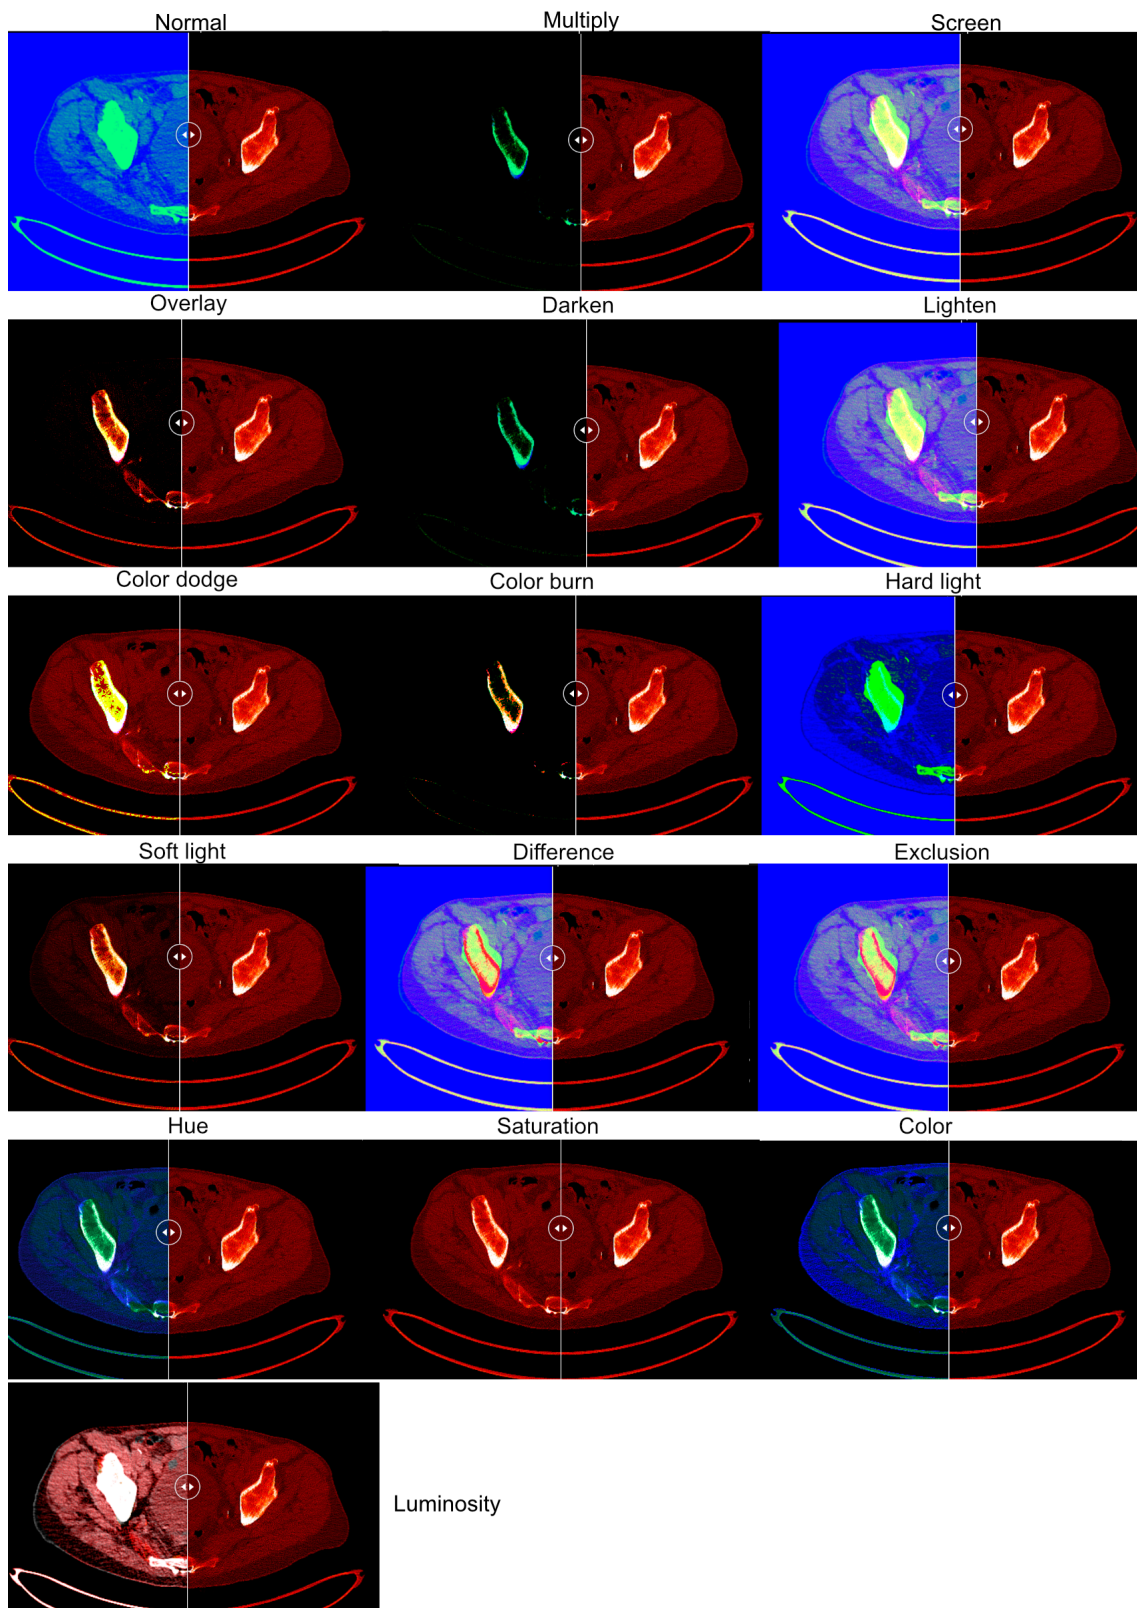 Normal
Multiply
Screen
Overlay
Darken
Lighten
Color dodge
Color burn
Hard light
Soft light
Difference
Exclusion
Hue
Saturation
Color
Luminosity